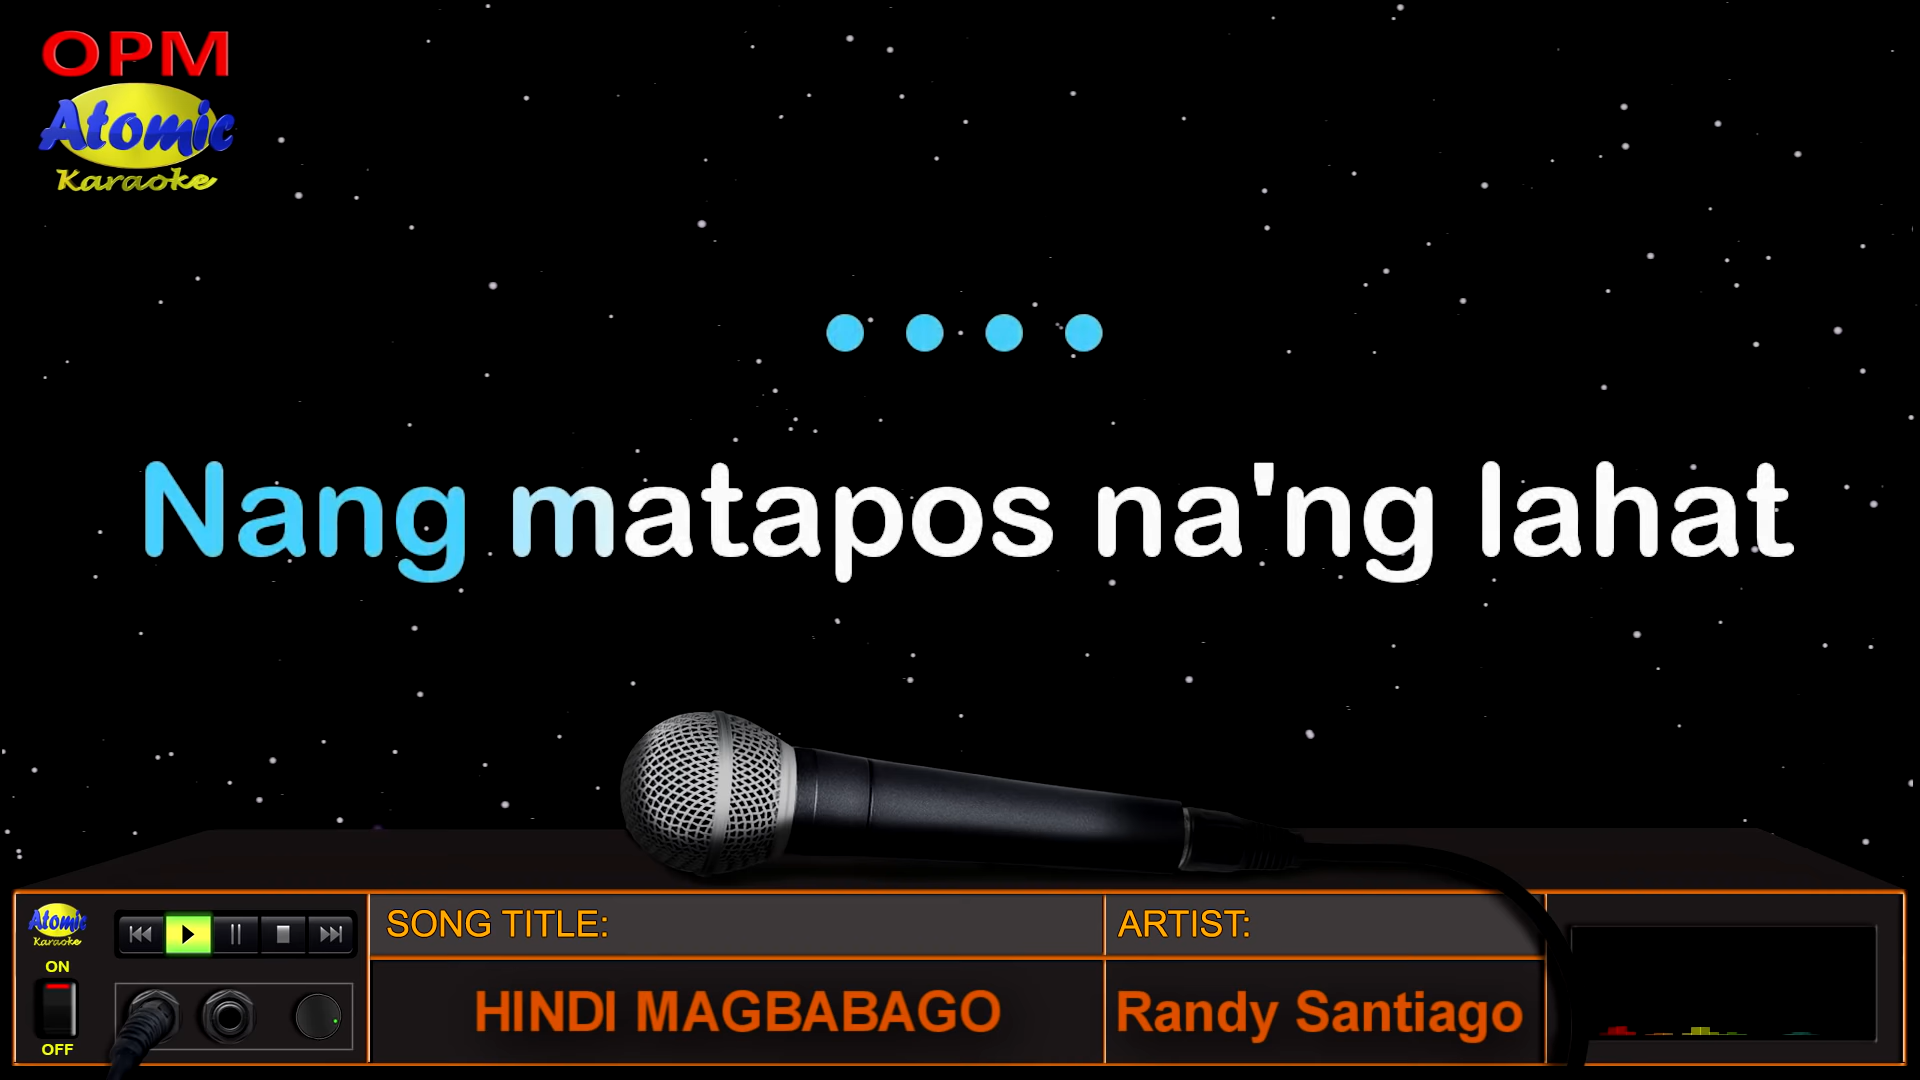 OPM
Atomic
Karaoke
Nang matapos na'ng lahat
Atomic
Karaoke
ON
OFF
SONG TITLE:
HINDI MAGBABAGO
ARTIST:
Randy Santiago